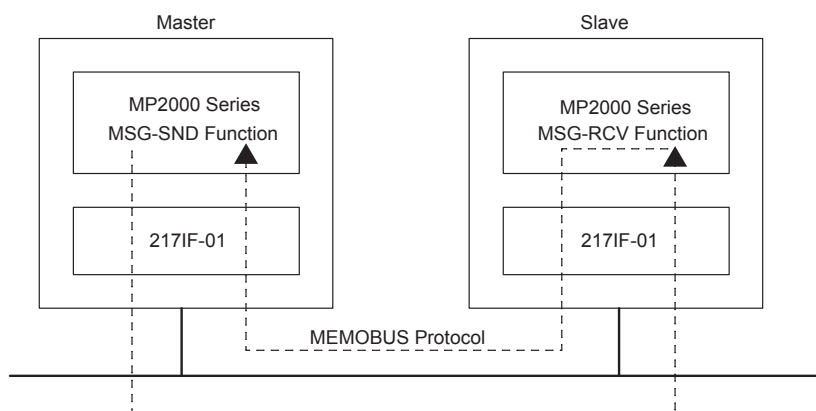 Master
Slave
MP2000 Series
MSG-SND Function
MP2000 Series
MSG-RCV Function
217IF-01
217IF-01
MEMOBUS Protocol